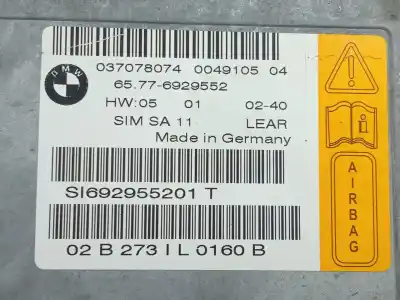 BMW
037078074 0049105 04
65.77-6929552
HW:05 01 02-40
SIM SA 11 LEAR
Made in Germany
SI692955201 T
02 B 273 I L 0160 B
AIRBAG